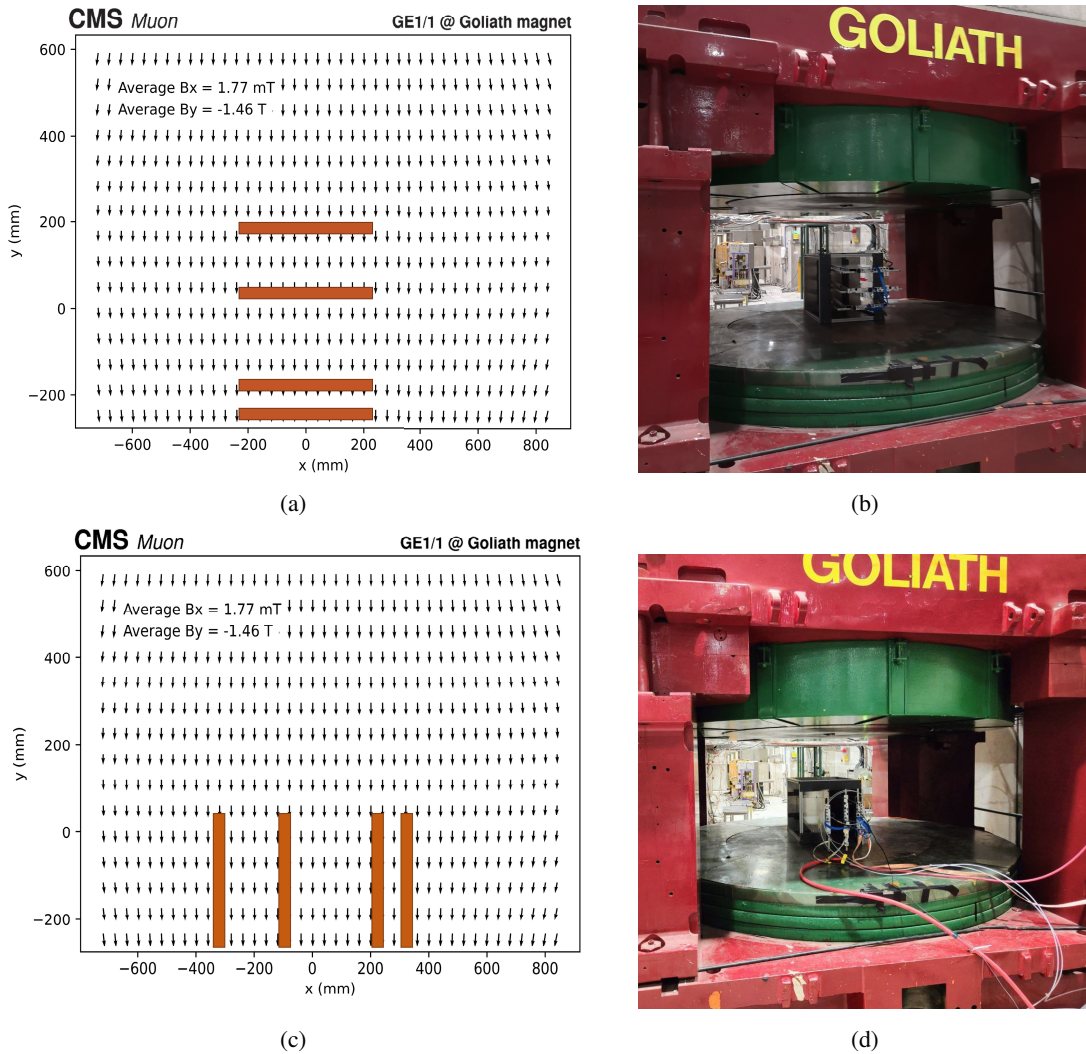 CMS Muon
GE1/1 @ Goliath magnet
600
400
200
0
−200
y (mm)
Average Bx = 1.77 mT
Average By = -1.46 T
−600 −400 −200 0 200 400 600 800
x (mm)
(a)
GOLIATH
(b)
CMS Muon
GE1/1 @ Goliath magnet
600
400
200
0
−200
y (mm)
Average Bx = 1.77 mT
Average By = -1.46 T
−600 −400 −200 0 200 400 600 800
x (mm)
(c)
GOLIATH
(d)